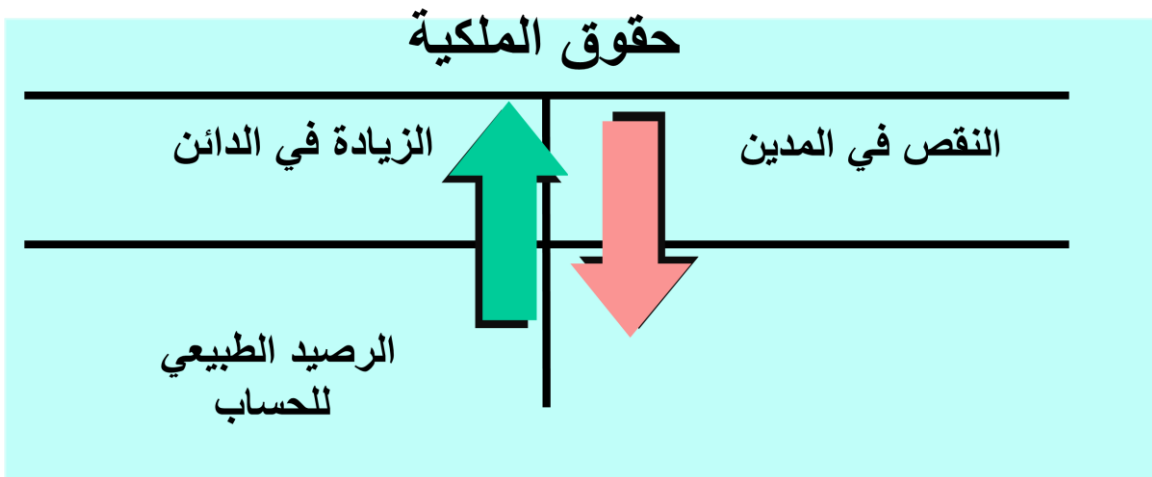 حقوق الملكية
النقص في المدين
الزيادة في الدائن
الرصيد الطبيعي
للحساب